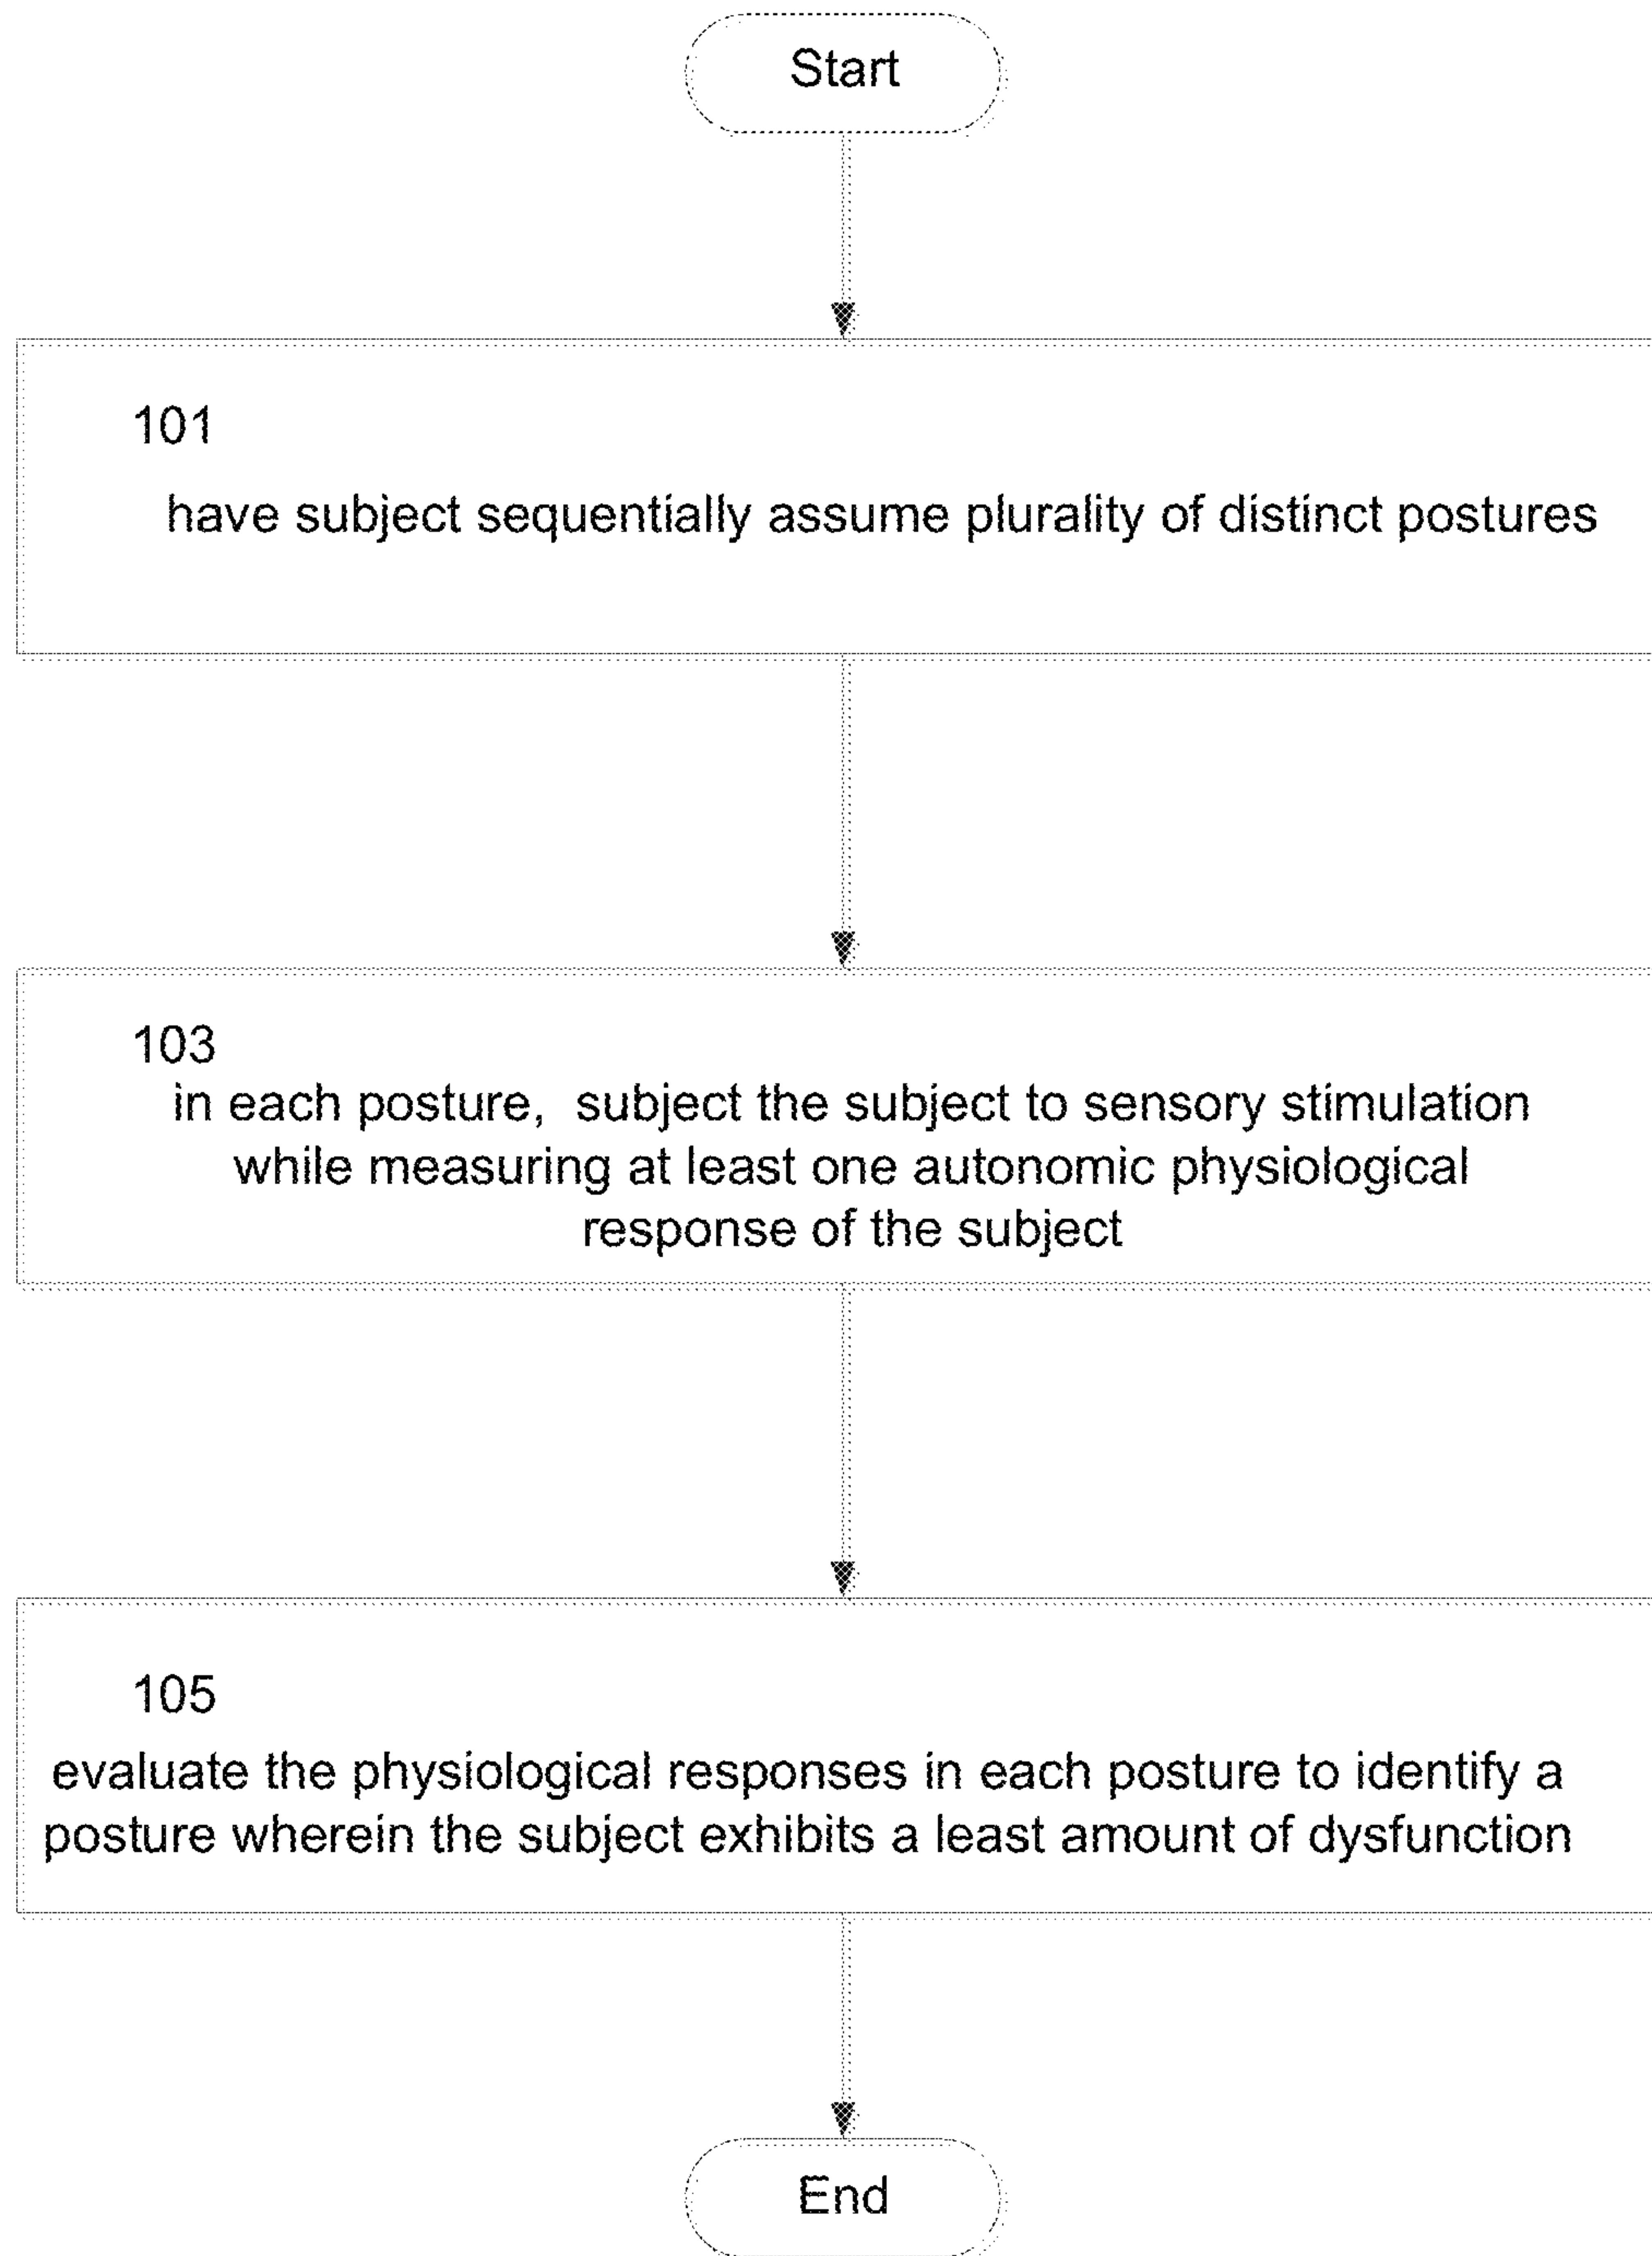 Start
101
have subject sequentially assume plurality of distinct postures
103
in each posture, subject the subject to sensory stimulation
while measuring at least one autonomic physiological
response of the subject
105
evaluate the physiological responses in each posture to identify a
posture wherein the subject exhibits a least amount of dysfunction
End